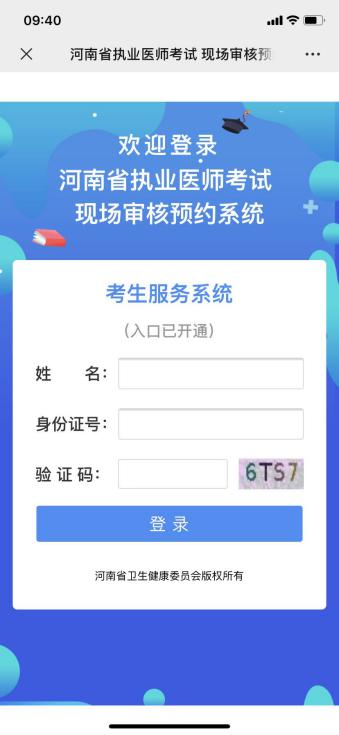 09:40
河南省执业医师考试 现场审核预
欢迎登录
河南省执业医师考试
现场审核预约系统
考生服务系统
（入口已开通）
姓 名：
身份证号：
验 证 码：
6TS7
登 录
河南省卫生健康委员会版权所有